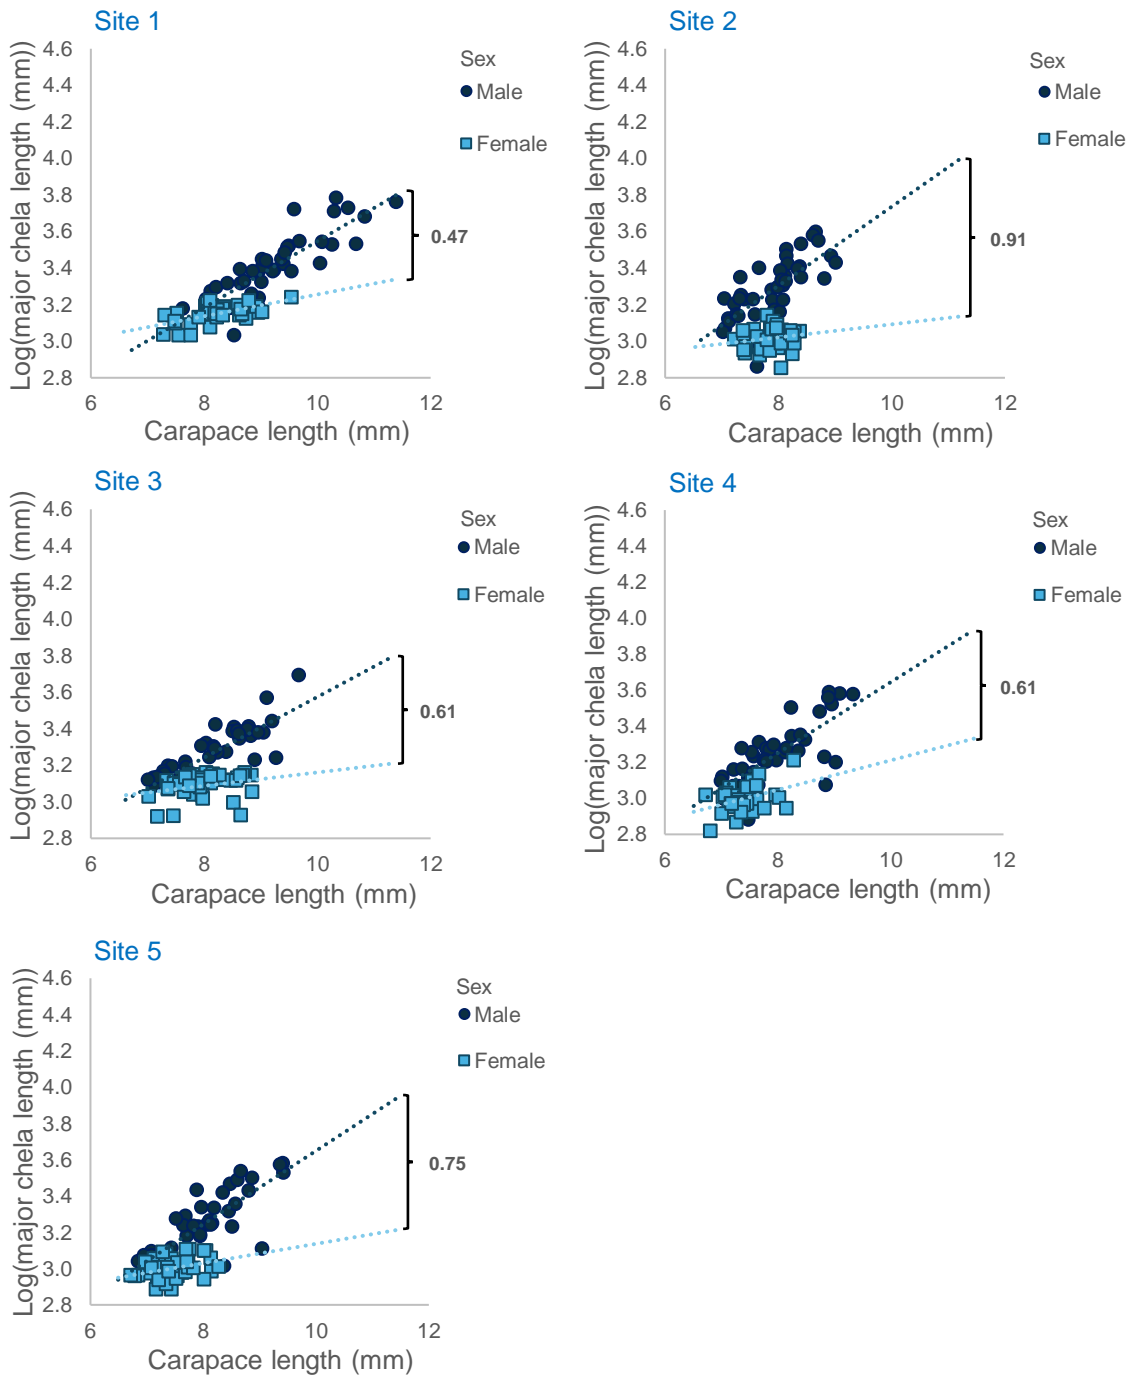 Site 1
4.6
4.4
4.2
4.0
3.8
3.6
3.4
3.2
3.0
2.8
Log(major chela length (mm))
6 8 10 12
Carapace length (mm)
Sex
Male
Female
0.47
Site 2
4.6
4.4
4.2
4.0
3.8
3.6
3.4
3.2
3.0
2.8
Log(major chela length (mm))
6 8 10 12
Carapace length (mm)
Sex
Male
Female
0.91
Site 3
4.6
4.4
4.2
4.0
3.8
3.6
3.4
3.2
3.0
2.8
Log(major chela length (mm))
6 8 10 12
Carapace length (mm)
Sex
Male
Female
0.61
Site 4
4.6
4.4
4.2
4.0
3.8
3.6
3.4
3.2
3.0
2.8
Log(major chela length (mm))
6 8 10 12
Carapace length (mm)
Sex
Male
Female
0.61
Site 5
4.6
4.4
4.2
4.0
3.8
3.6
3.4
3.2
3.0
2.8
Log(major chela length (mm))
6 8 10 12
Carapace length (mm)
Sex
Male
Female
0.75